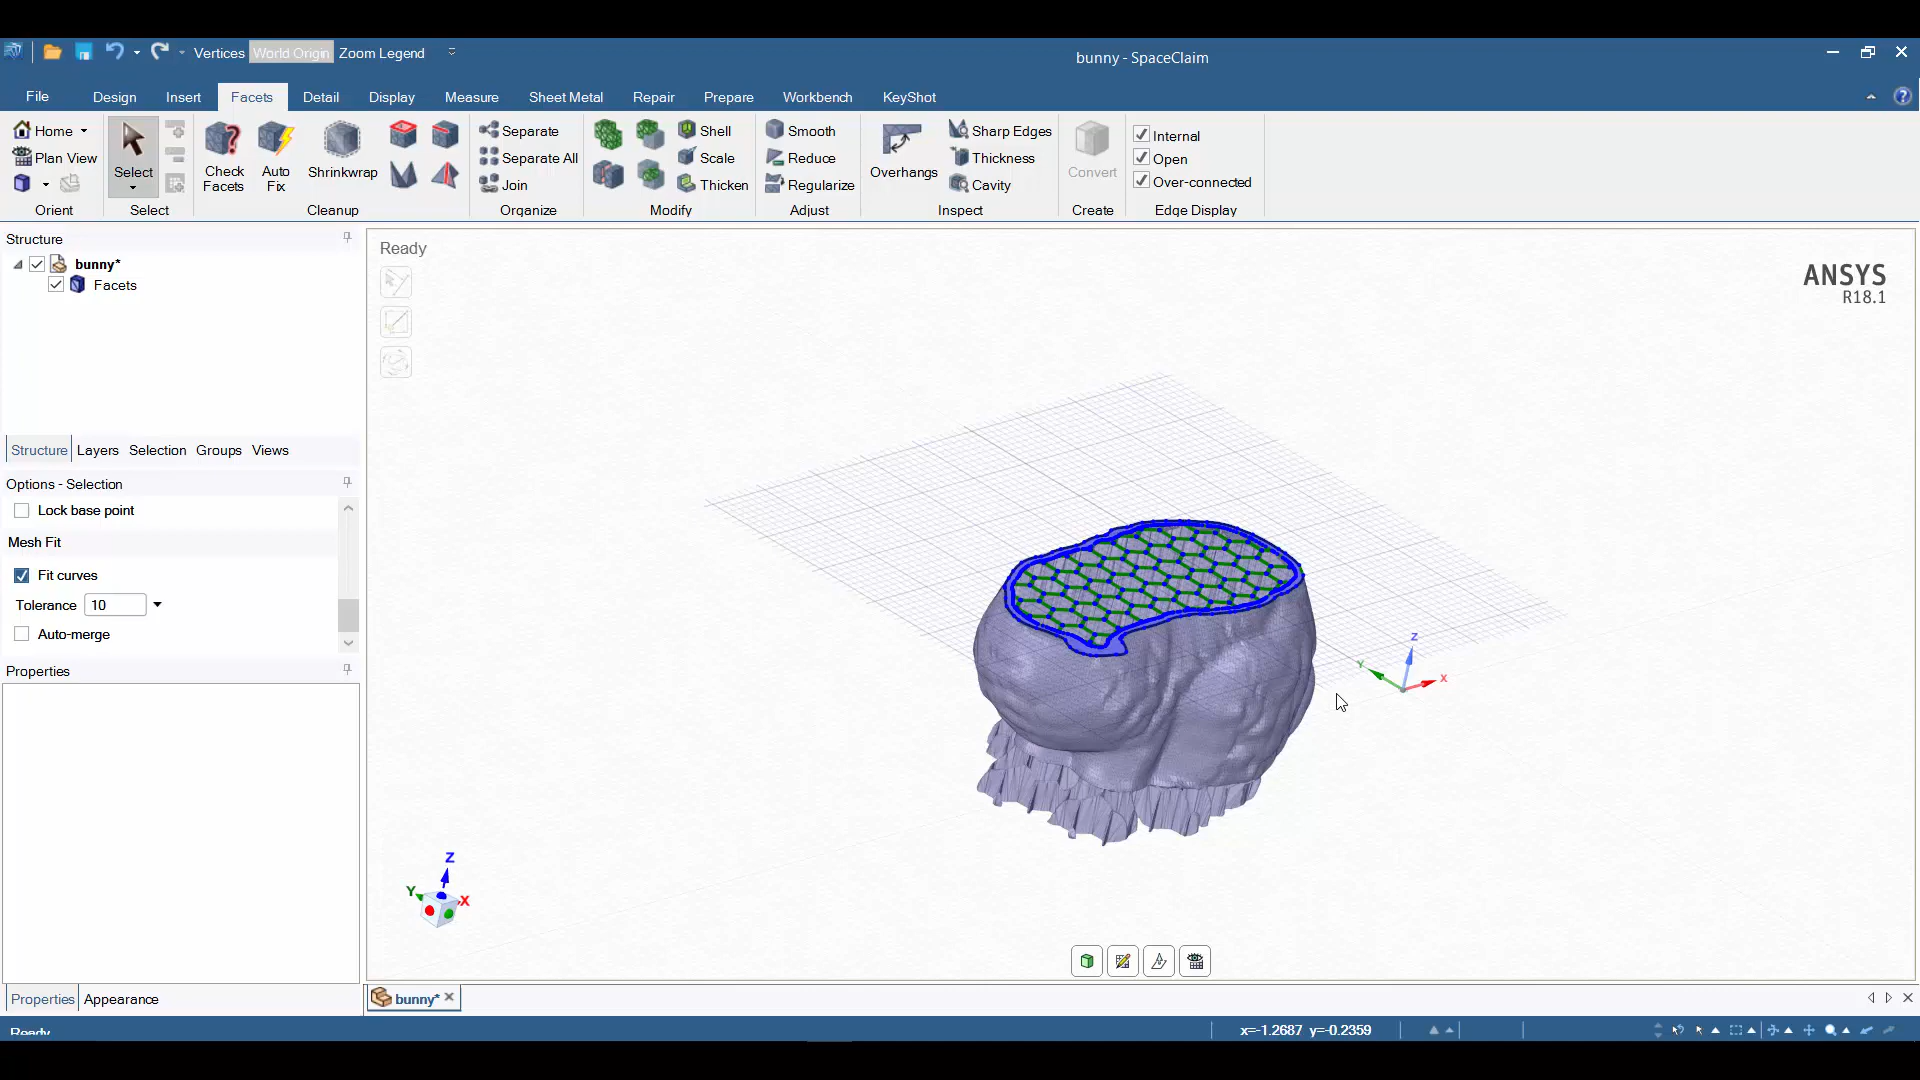 Vertices World Origin Zoom Legend
bunny - SpaceClaim
File Design Insert Facets Detail Display Measure Sheet Metal Repair Prepare Workbench KeyShot
Home
Plan View
Orient
Select
Select
Check Facets
Auto Fix
Shrinkwrap
Cleanup
Separate
Separate All
Join
Organize
Shell
Scale
Thicken
Modify
Smooth
Reduce
Regularize
Adjust
Overhangs
Sharp Edges
Thickness
Cavity
Inspect
Convert
Create
Internal
Open
Over-connected
Edge Display
Structure
bunny*
Facets
Structure Layers Selection Groups Views
Options - Selection
Lock base point
Mesh Fit
Fit curves
Tolerance 10
Auto-merge
Properties
Properties Appearance
Ready
ANSYS
R18.1
Z
Y
X
Z
Y
X
bunny*
Ready
x=-1.2687 y=-0.2359